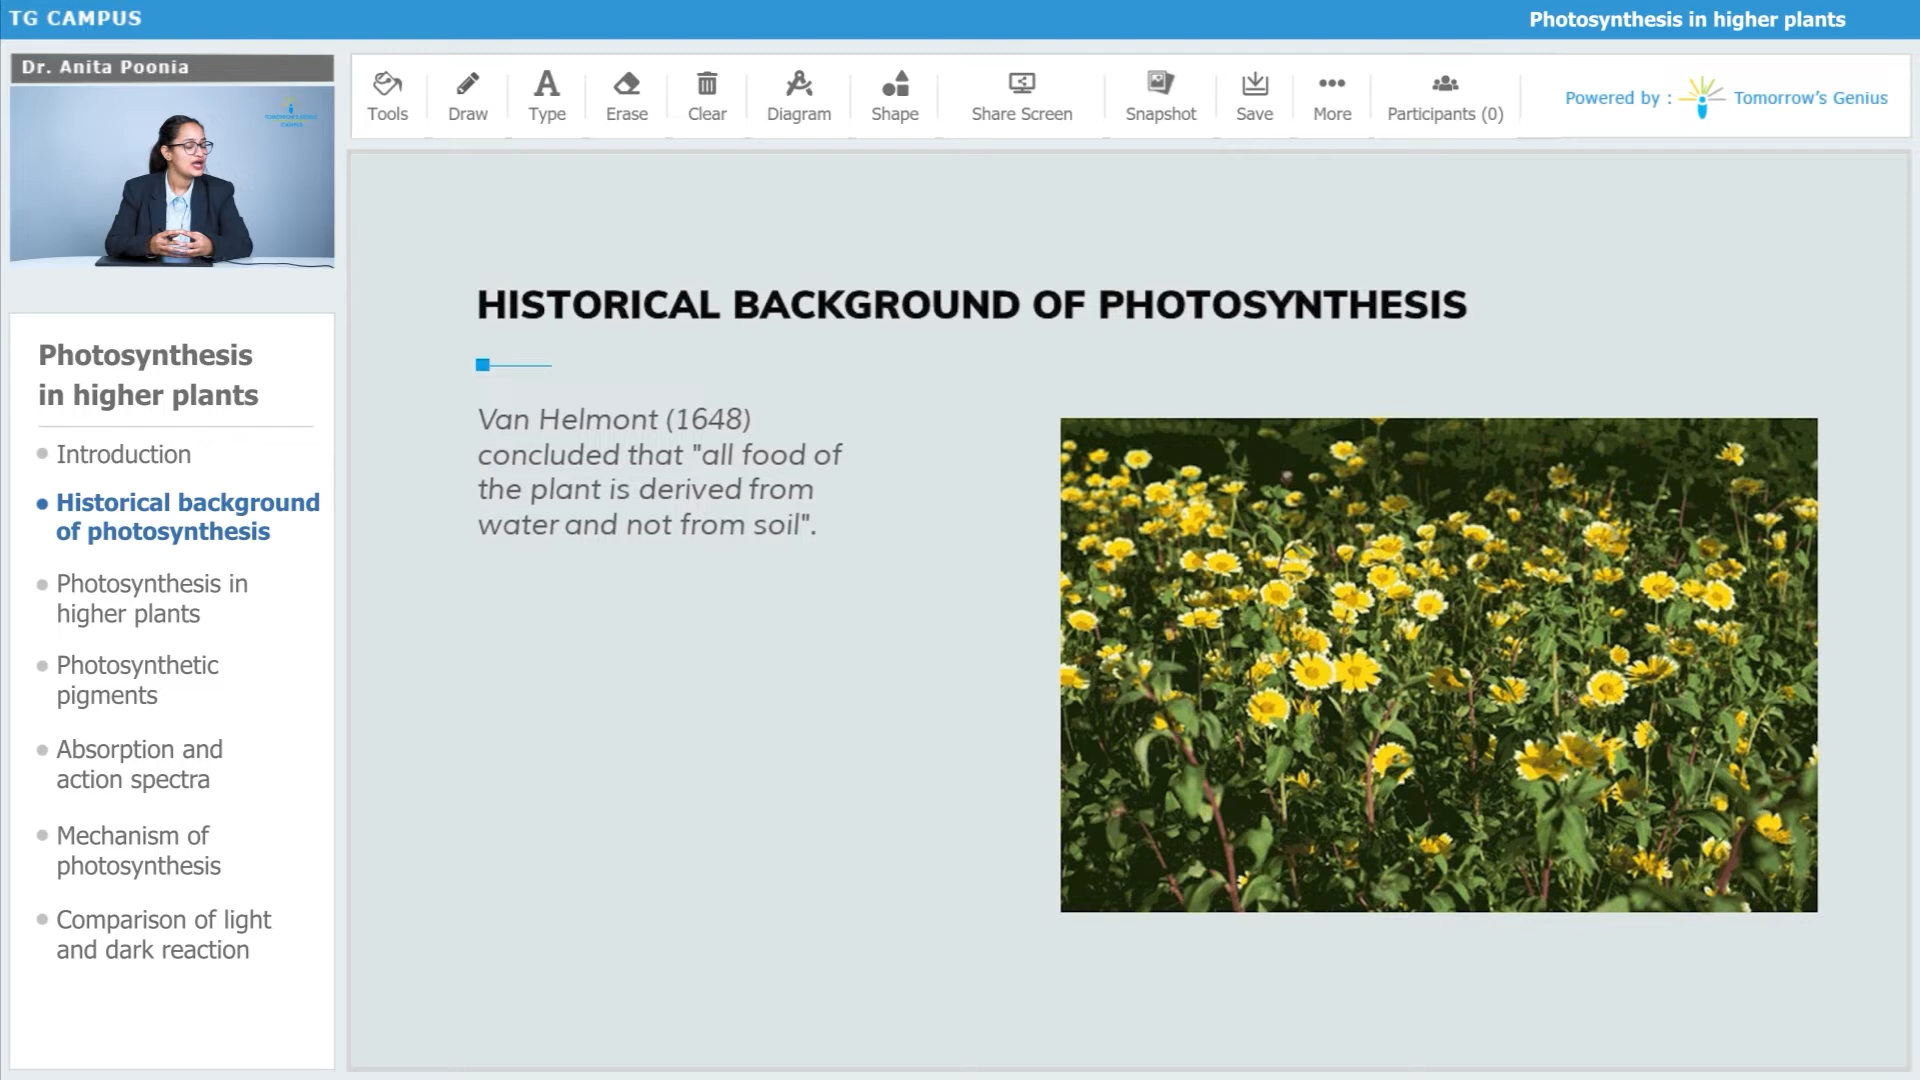 TG CAMPUS
Photosynthesis in higher plants
Dr. Anita Poonia
Tools
Draw
Type
Erase
Clear
Diagram
Shape
Share Screen
Snapshot
Save
More
Participants (0)
Powered by :
Tomorrow's Genius
HISTORICAL BACKGROUND OF PHOTOSYNTHESIS
Van Helmont (1648)
concluded that "all food of
the plant is derived from
water and not from soil".
Photosynthesis
in higher plants
Introduction
Historical background
of photosynthesis
Photosynthesis in
higher plants
Photosynthetic
pigments
Absorption and
action spectra
Mechanism of
photosynthesis
Comparison of light
and dark reaction